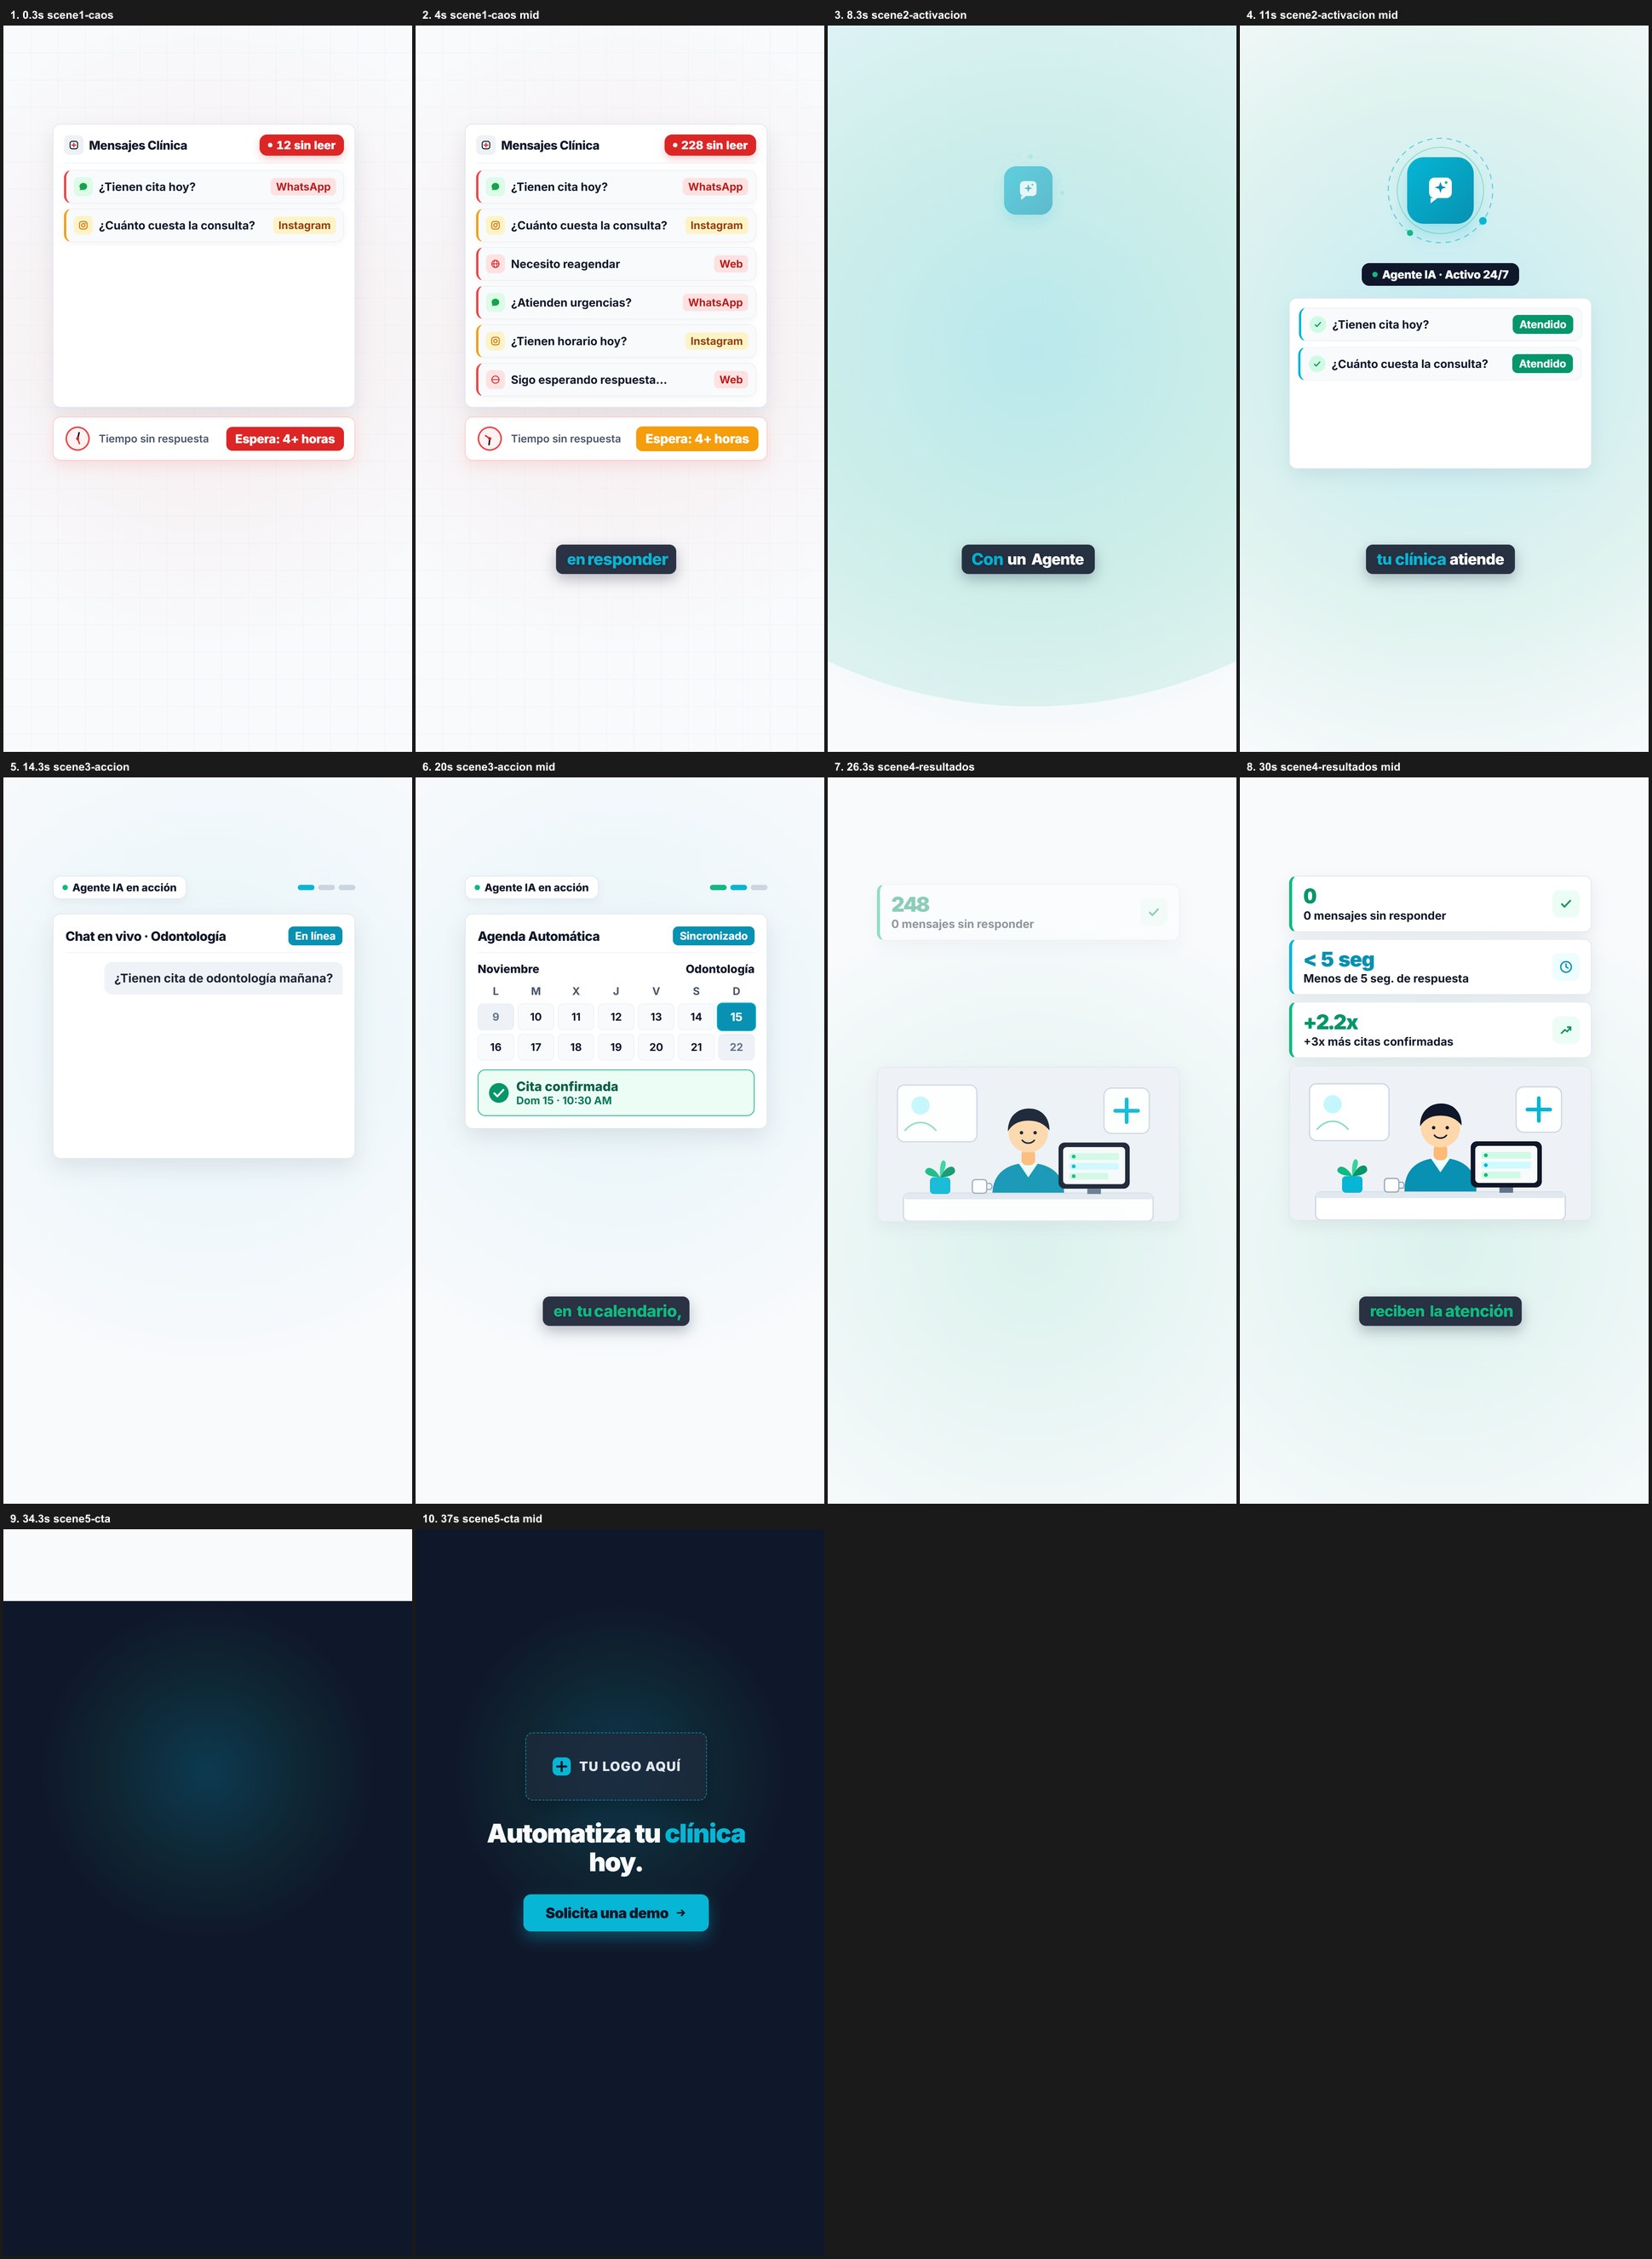 1. 0.3s scene1-caos
Mensajes Clínica
• 12 sin leer
¿Tienen cita hoy?
WhatsApp
¿Cuánto cuesta la consulta?
Instagram
Tiempo sin respuesta
Espera: 4+ horas
2. 4s scene1-caos mid
Mensajes Clínica
• 228 sin leer
¿Tienen cita hoy?
WhatsApp
¿Cuánto cuesta la consulta?
Instagram
Necesito reagendar
Web
¿Atienden urgencias?
WhatsApp
¿Tienen horario hoy?
Instagram
Sigo esperando respuesta...
Web
Tiempo sin respuesta
Espera: 4+ horas
en responder
3. 8.3s scene2-activacion
Con un Agente
4. 11s scene2-activacion mid
Agente IA · Activo 24/7
¿Tienen cita hoy?
Atendido
¿Cuánto cuesta la consulta?
Atendido
tu clínica atiende
5. 14.3s scene3-accion
Agente IA en acción
Chat en vivo · Odontología
En línea
¿Tienen cita de odontología mañana?
6. 20s scene3-accion mid
Agente IA en acción
Agenda Automática
Sincronizado
Noviembre
Odontología
L M X J V S D
9 10 11 12 13 14 15
16 17 18 19 20 21 22
Cita confirmada
Dom 15 · 10:30 AM
en tu calendario,
7. 26.3s scene4-resultados
248
0 mensajes sin responder
8. 30s scene4-resultados mid
0
0 mensajes sin responder
< 5 seg
Menos de 5 seg. de respuesta
+2.2x
+3x más citas confirmadas
reciben la atención
9. 34.3s scene5-cta
10. 37s scene5-cta mid
TU LOGO AQUÍ
Automatiza tu clínica
hoy.
Solicita una demo →